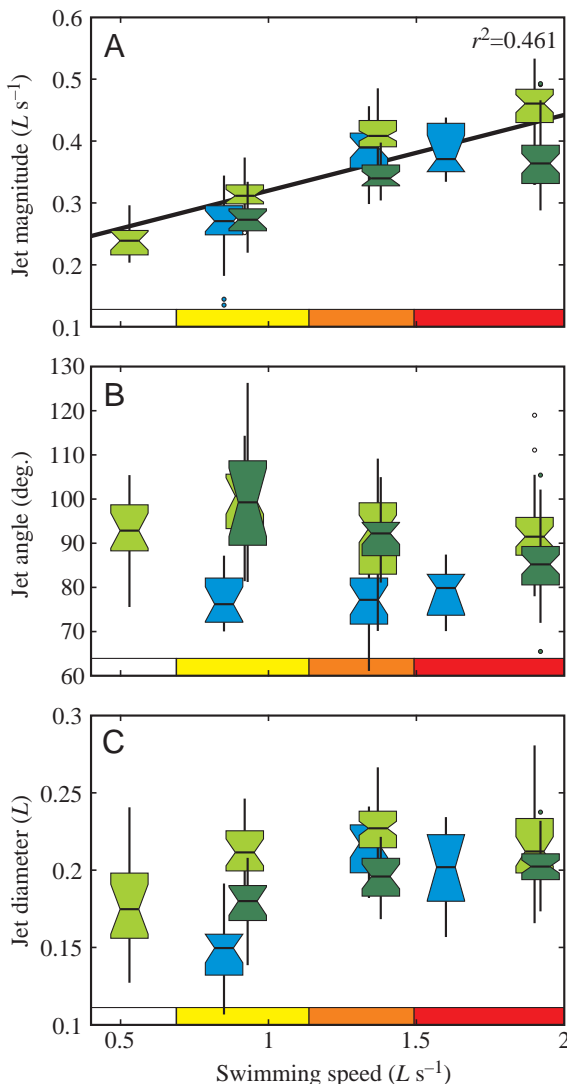 A
r²=0.461
Jet magnitude (L s⁻¹)
0.6
0.5
0.4
0.3
0.2
0.1
B
Jet angle (deg.)
130
120
110
100
90
80
70
60
C
Jet diameter (L)
0.3
0.25
0.2
0.15
0.1
0.5 1 1.5 2
Swimming speed (L s⁻¹)